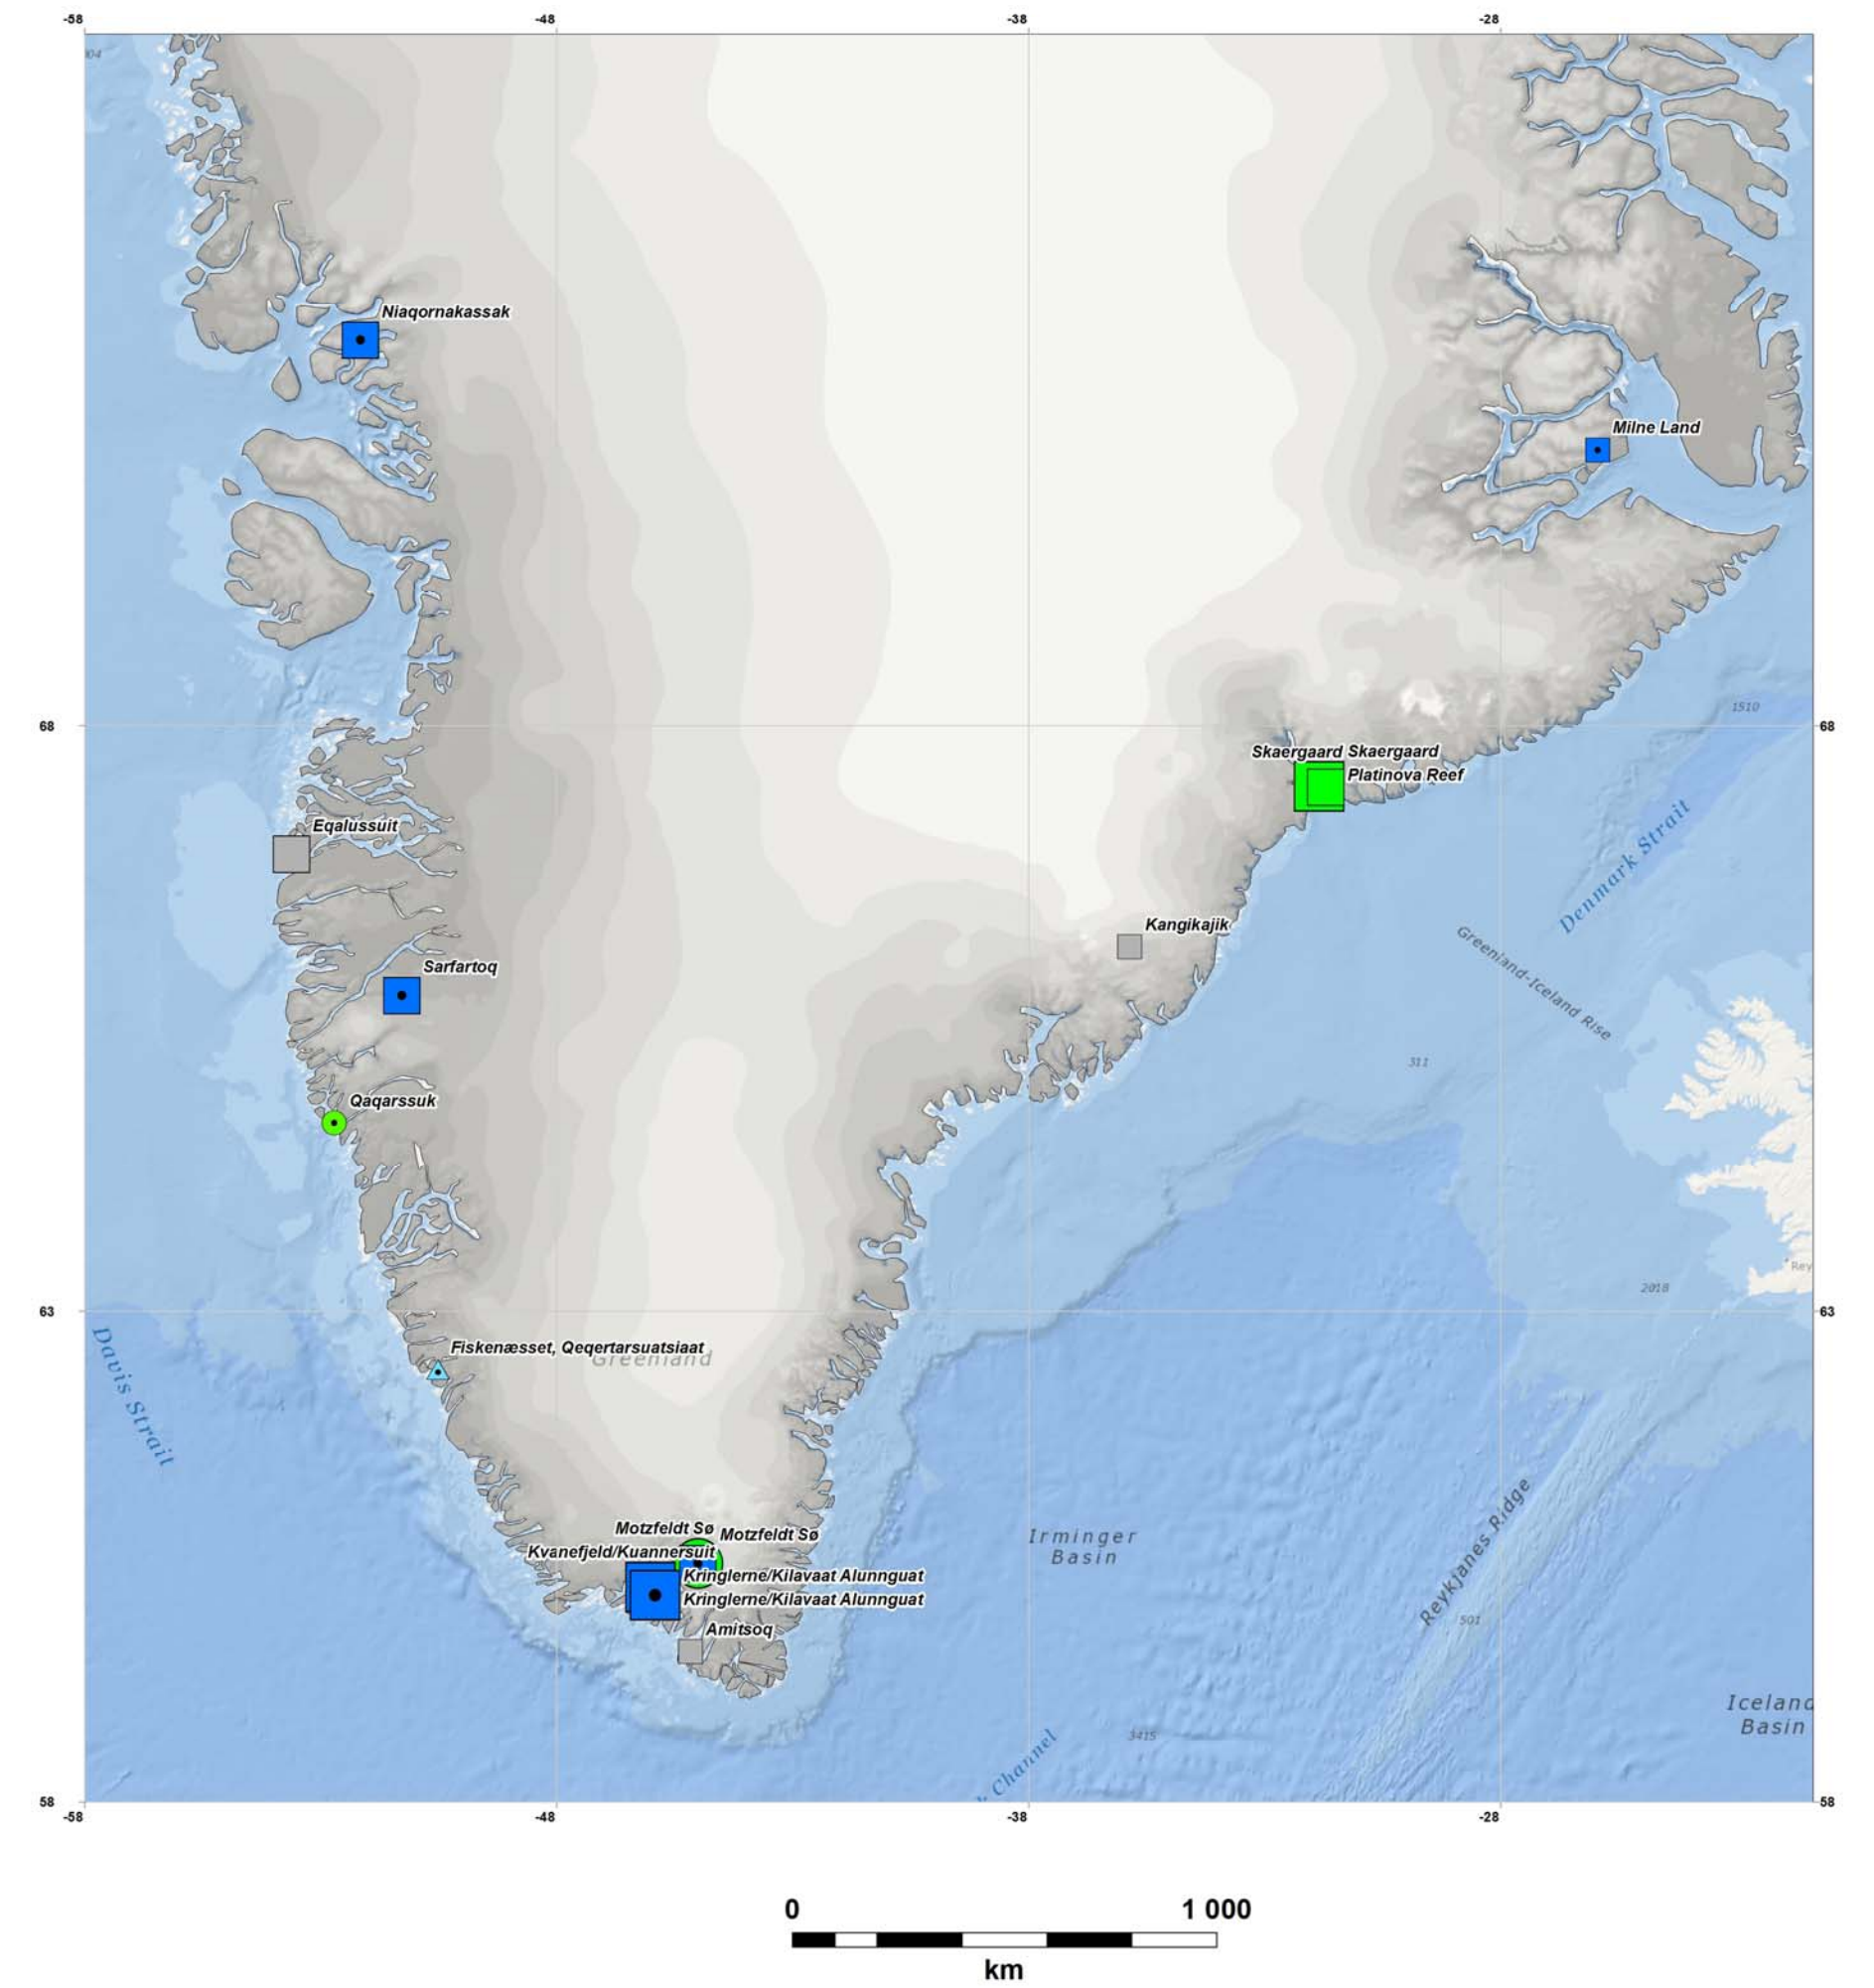 -58
-48
-38
-28
Niaqornakassak
Milne Land
1510
68
68
Skaergaard Skaergaard
Platinova Reef
Eqalussuit
Denmark Strait
Kangikajik
Greenland-Iceland Rise
Sarfartoq
311
Qaqarssuk
Rey
2018
63
63
Fiskenæsset, Qeqertarsuatsiaat
Greenland
Davis Strait
Motzfeldt Sø
Motzfeldt Sø
Irminger
Basin
Kvanefjeld/Kuannersuit
Kringlerne/Kilavaat Alunnguat
Kringlerne/Kilavaat Alunnguat
Reykjanes Ridge
501
Amitsoq
Iceland
Basin
3415
Channel
58
58
-58
-48
-38
-28
0
1 000
km